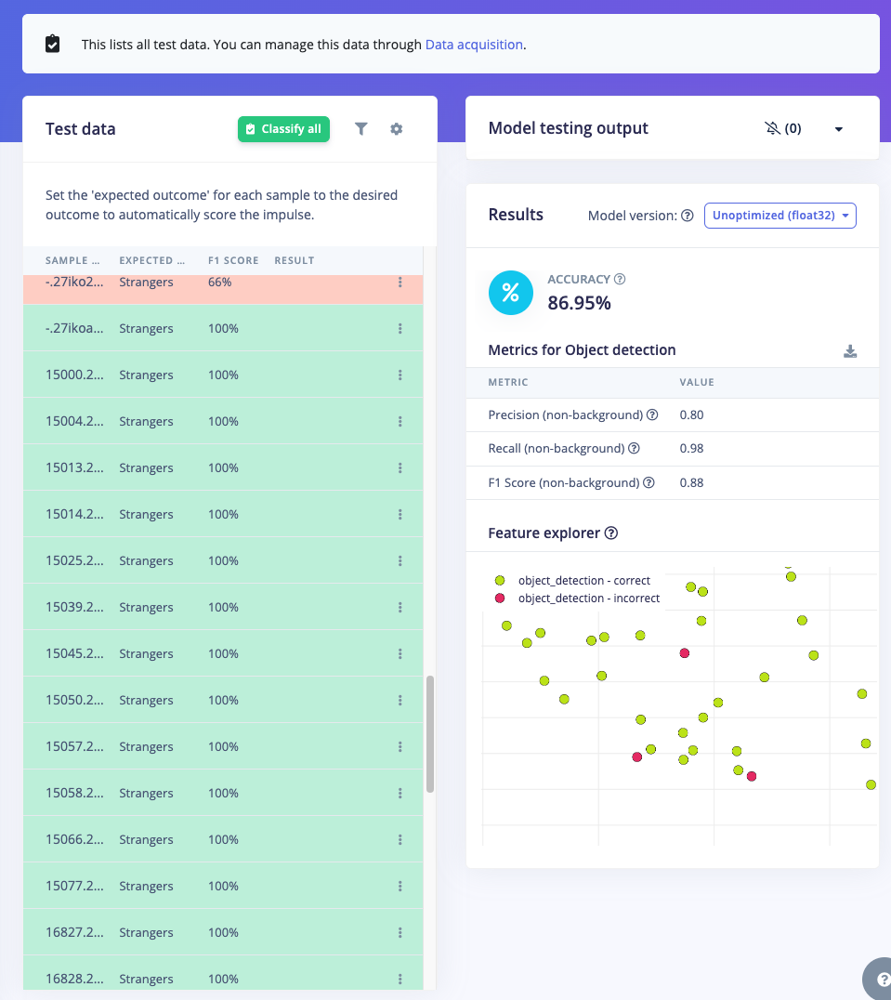 This lists all test data. You can manage this data through Data acquisition.
Test data
Classify all
Set the 'expected outcome' for each sample to the desired
outcome to automatically score the impulse.
SAMPLE ... EXPECTED ... F1 SCORE RESULT
-.27iko2... Strangers 66%
-.27ikoa... Strangers 100%
15000.2... Strangers 100%
15004.2... Strangers 100%
15013.2... Strangers 100%
15014.2... Strangers 100%
15025.2... Strangers 100%
15039.2... Strangers 100%
15045.2... Strangers 100%
15050.2... Strangers 100%
15057.2... Strangers 100%
15058.2... Strangers 100%
15066.2... Strangers 100%
15077.2... Strangers 100%
16827.2... Strangers 100%
16828.2... Strangers 100%
Model testing output
(0)
Results
Model version: ?
Unoptimized (float32)
%
ACCURACY ?
86.95%
Metrics for Object detection
METRIC VALUE
Precision (non-background) ? 0.80
Recall (non-background) ? 0.98
F1 Score (non-background) ? 0.88
Feature explorer ?
object_detection - correct
object_detection - incorrect
?